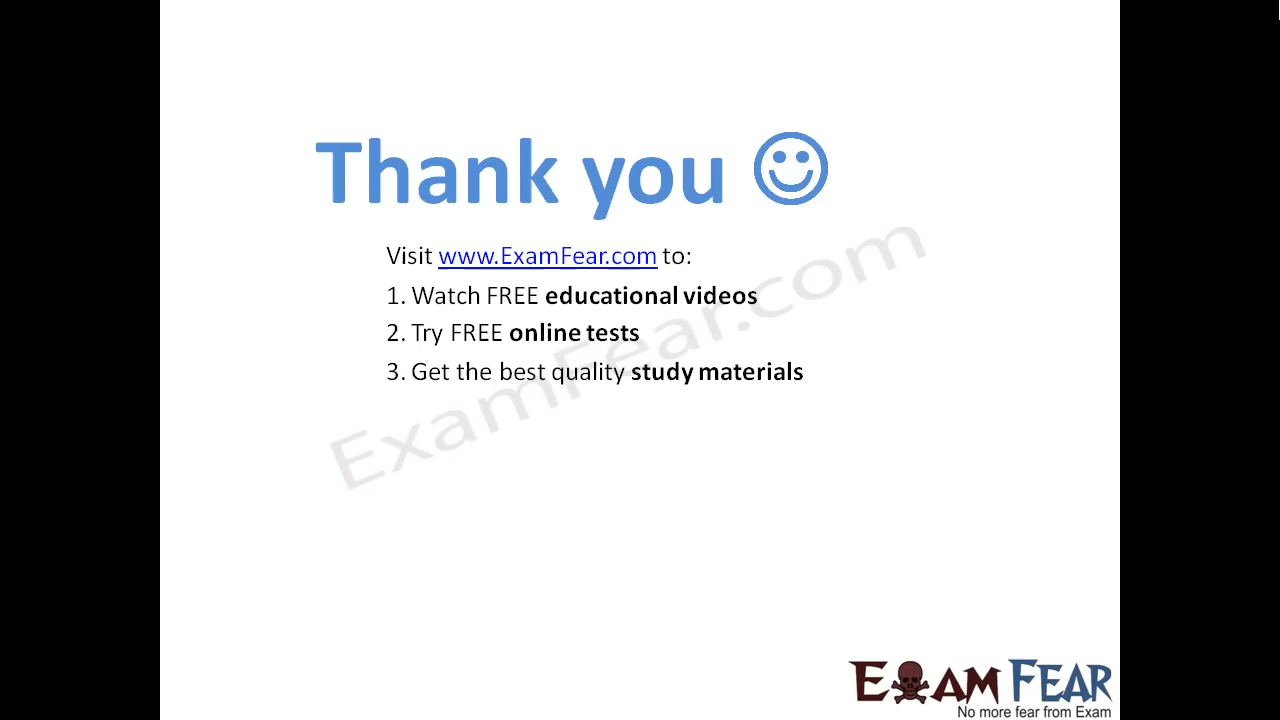 Thank you
Visit www.ExamFear.com to:
1. Watch FREE educational videos
2. Try FREE online tests
3. Get the best quality study materials
ExamFear.com
EXAM FEAR
No more fear from Exam